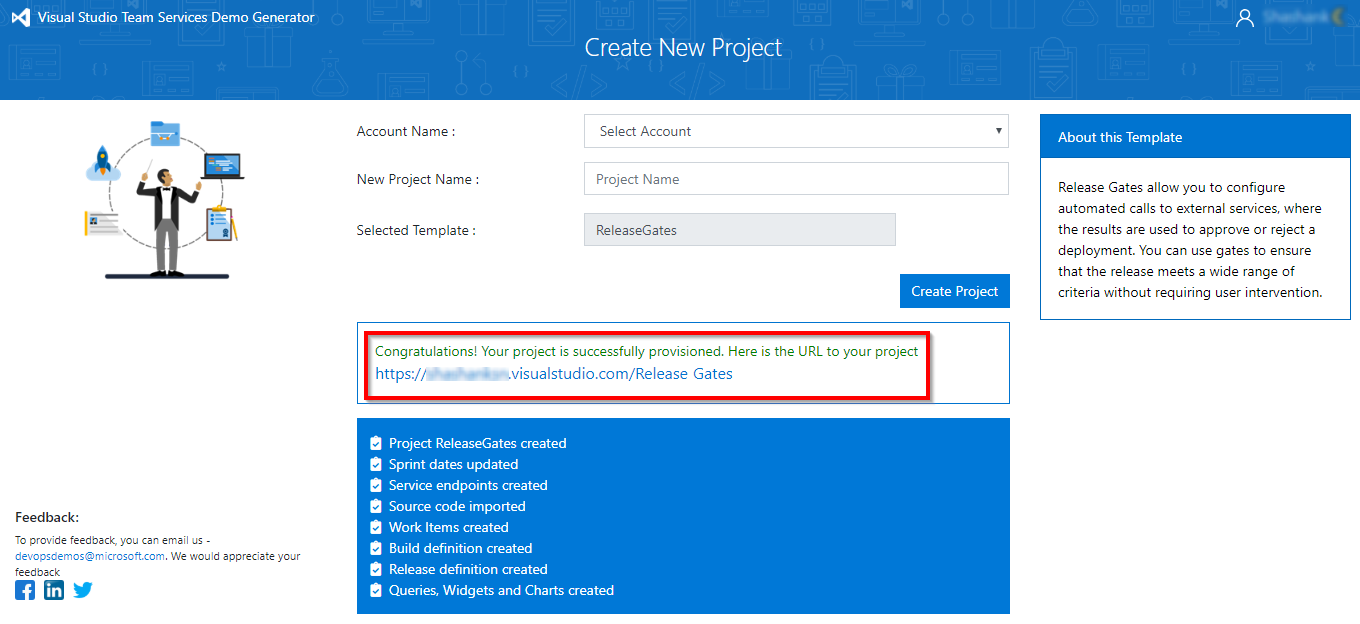 Visual Studio Team Services Demo Generator
Create New Project
Account Name :
Select Account
New Project Name :
Project Name
Selected Template :
ReleaseGates
Create Project
Congratulations! Your project is successfully provisioned. Here is the URL to your project
https://.visualstudio.com/Release Gates
Project ReleaseGates created
Sprint dates updated
Service endpoints created
Source code imported
Work Items created
Build definition created
Release definition created
Queries, Widgets and Charts created
About this Template
Release Gates allow you to configure
automated calls to external services, where
the results are used to approve or reject a
deployment. You can use gates to ensure
that the release meets a wide range of
criteria without requiring user intervention.
Feedback:
To provide feedback, you can email us -
devopsdemos@microsoft.com. We would appreciate your
feedback